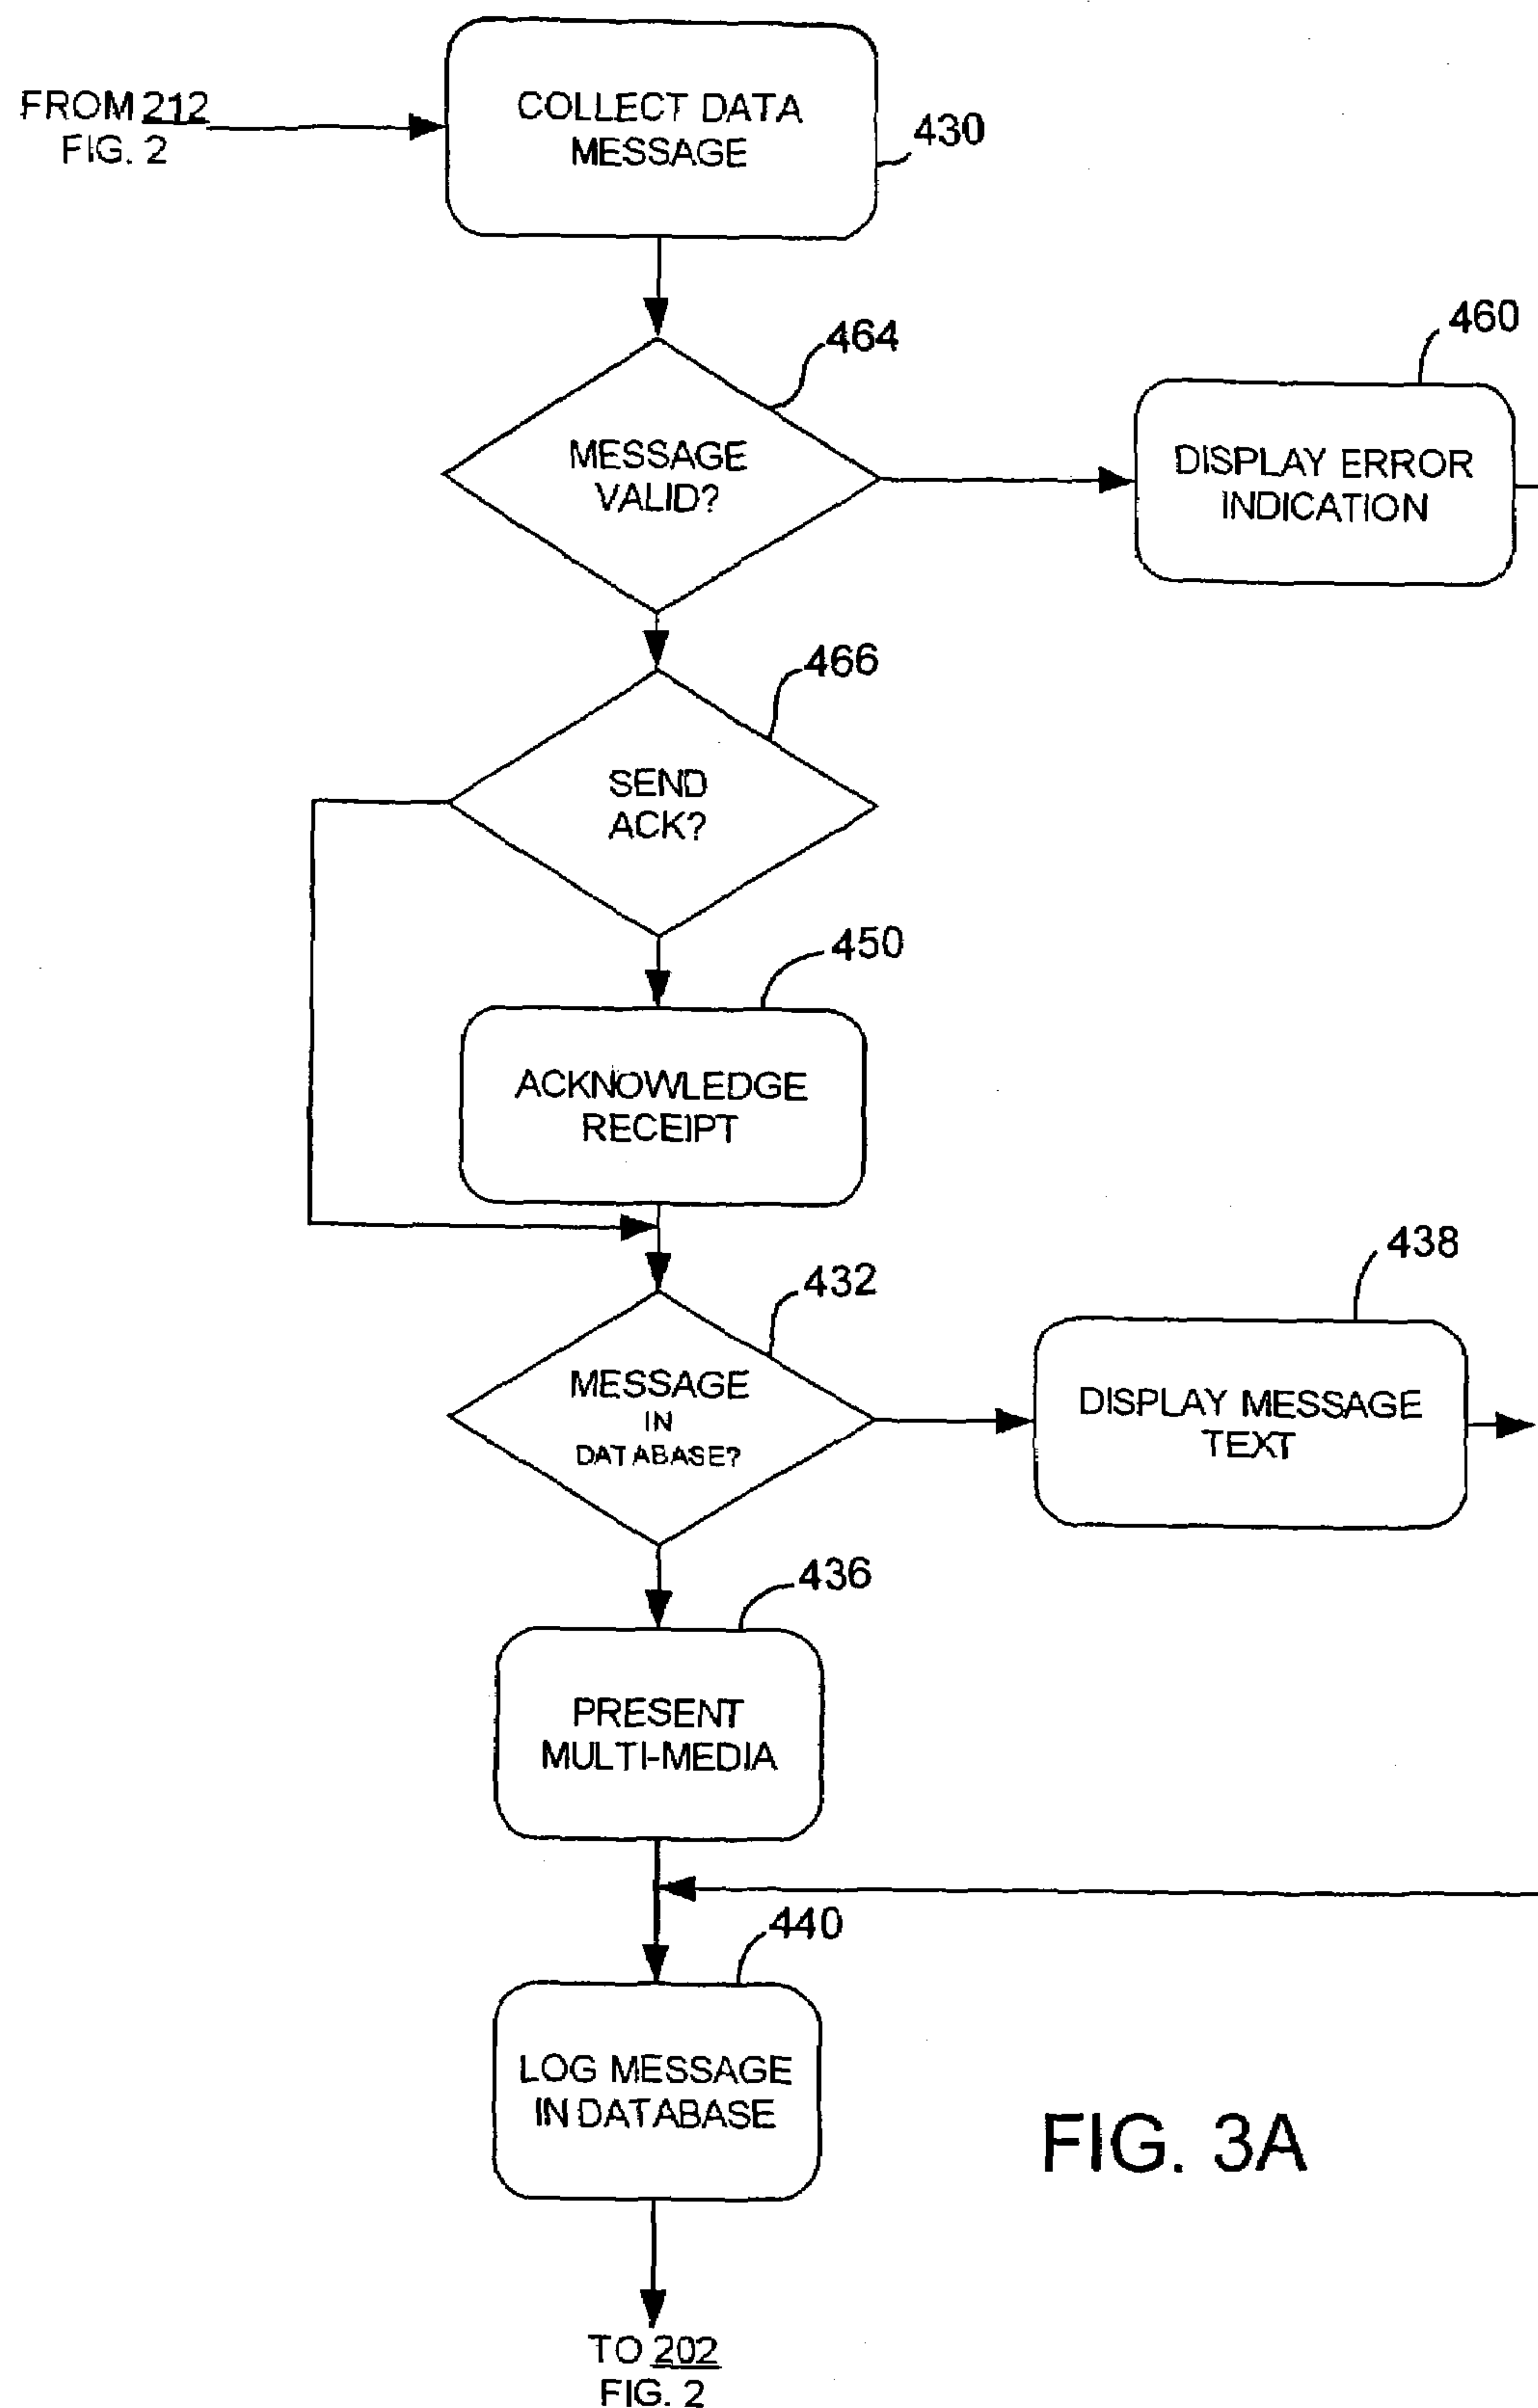 FROM 212
FIG. 2
COLLECT DATA
MESSAGE
430
464
MESSAGE
VALID?
460
DISPLAY ERROR
INDICATION
466
SEND
ACK?
450
ACKNOWLEDGE
RECEIPT
432
MESSAGE
IN
DATABASE?
438
DISPLAY MESSAGE
TEXT
436
PRESENT
MULTI-MEDIA
440
LOG MESSAGE
IN DATABASE
FIG. 3A
TO 202
FIG. 2